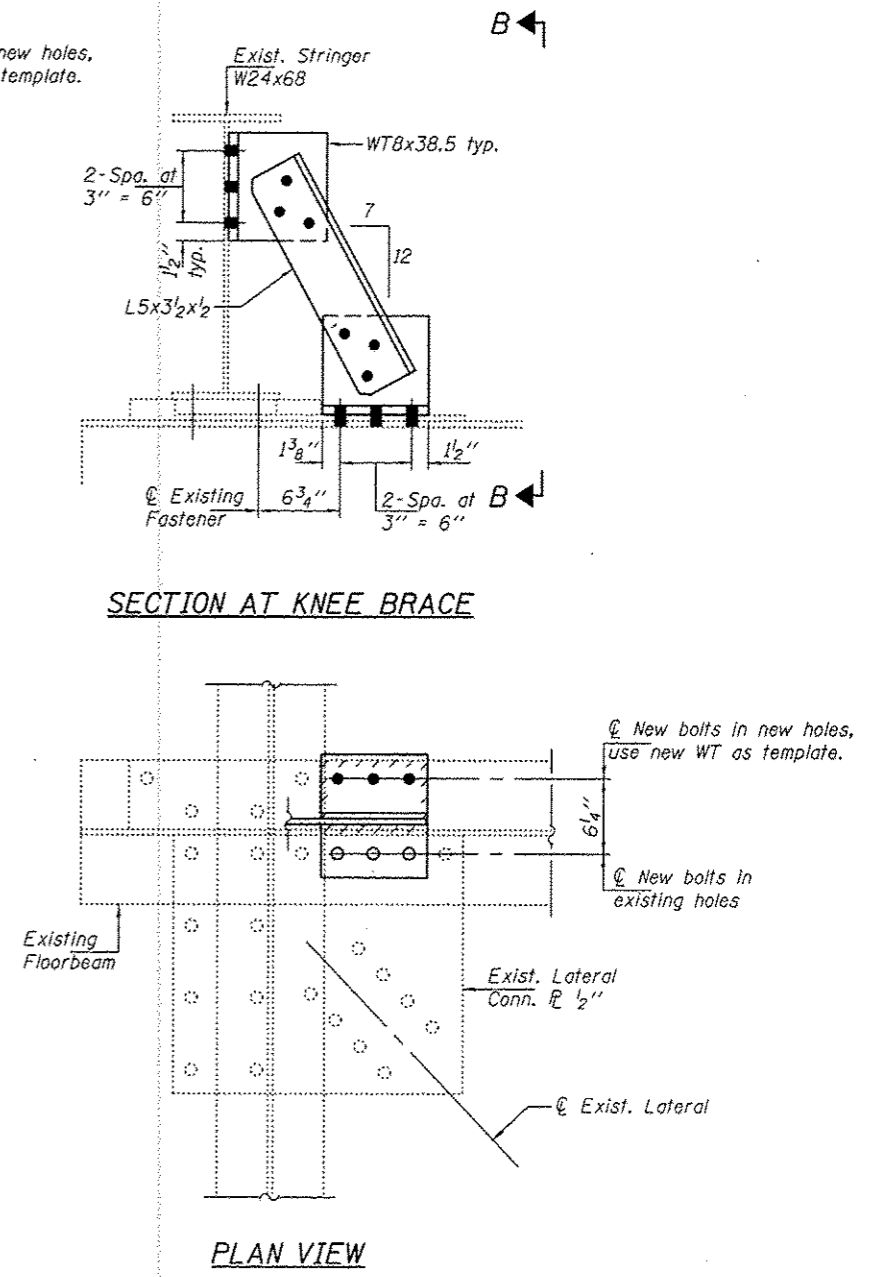 B
new holes,
template.
Exist. Stringer
W24x68
WT8x38.5 typ.
2-Spa. at
3" = 6"
7
12
1½"
typ.
L5x3½x½
1⅜"
1½"
℄ Existing
Fastener
6¾"
2-Spa. at
3" = 6"
B
SECTION AT KNEE BRACE
℄ New bolts in new holes,
use new WT as template.
6¼"
℄ New bolts in
existing holes
Existing
Floorbeam
Exist. Lateral
Conn. ⅊ ½"
℄ Exist. Lateral
PLAN VIEW